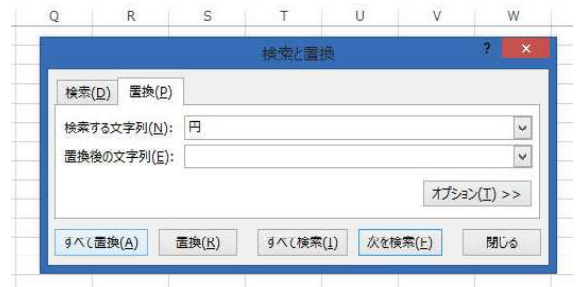 Q R S T U V W
検索と置換 ?
検索(D) 置換(P)
検索する文字列(N): 円
置換後の文字列(E):
オプション(T) >>
すべて置換(A) 置換(R) すべて検索(I) 次を検索(F) 閉じる